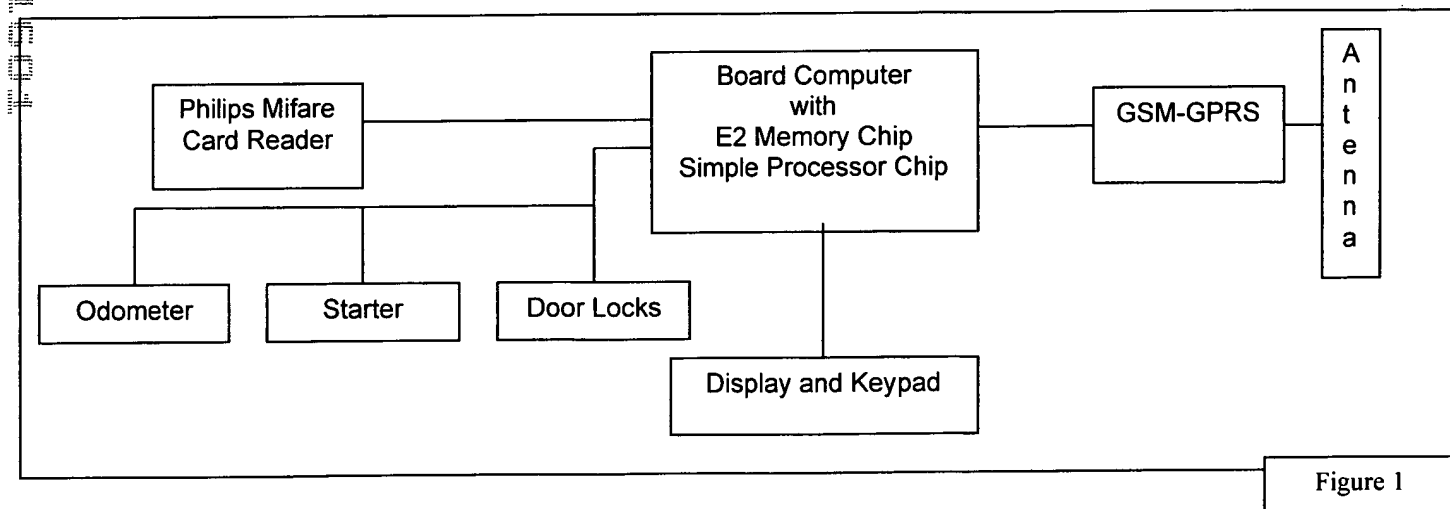 Philips Mifare
Card Reader
Board Computer
with
E2 Memory Chip
Simple Processor Chip
GSM-GPRS
Antenna
Odometer
Starter
Door Locks
Display and Keypad
Figure 1